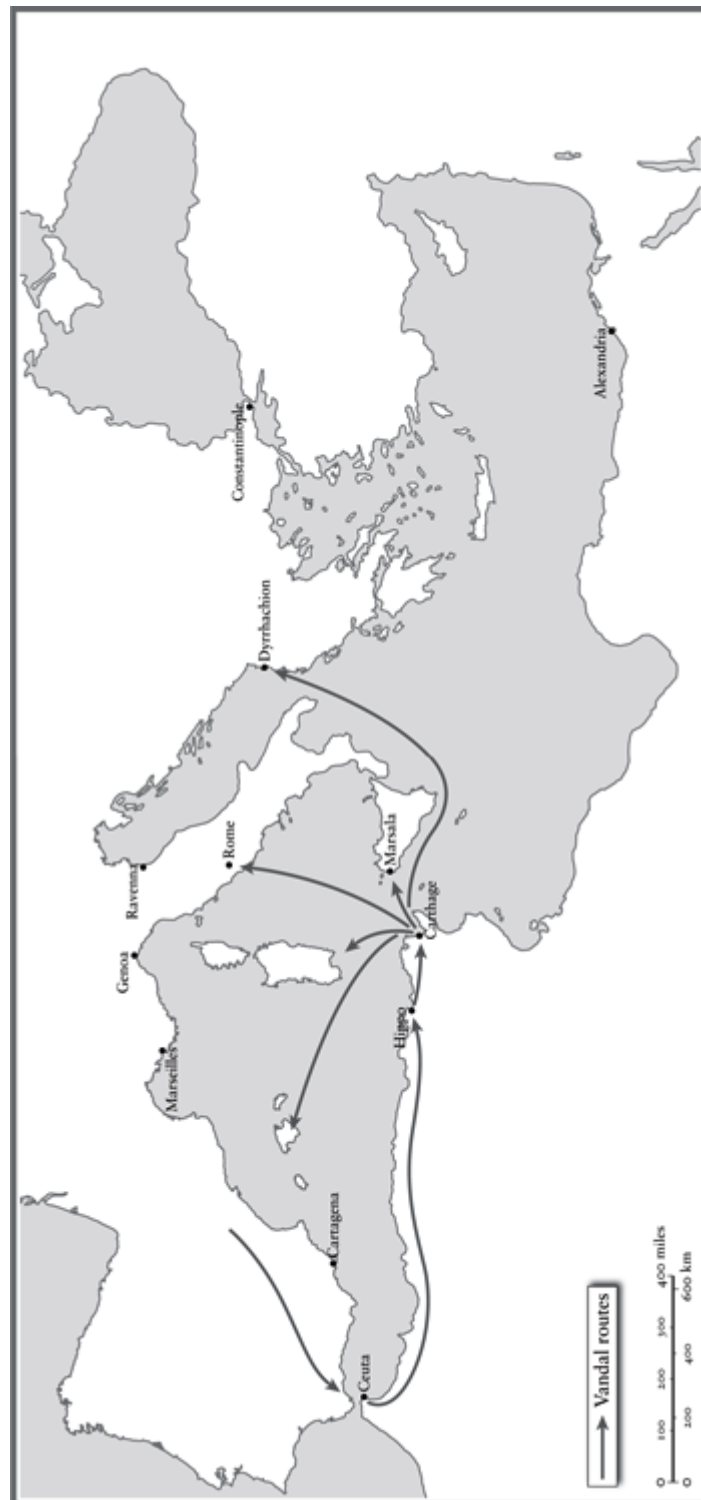 Constantinople
Dyrrhachion
Ravenna
Rome
Genoa
Marseilles
Marsala
Carthage
Hippo
Cartagena
Ceuta
Alexandria
Vandal routes
0 100 200 300 400 miles
0 200 400 600 km